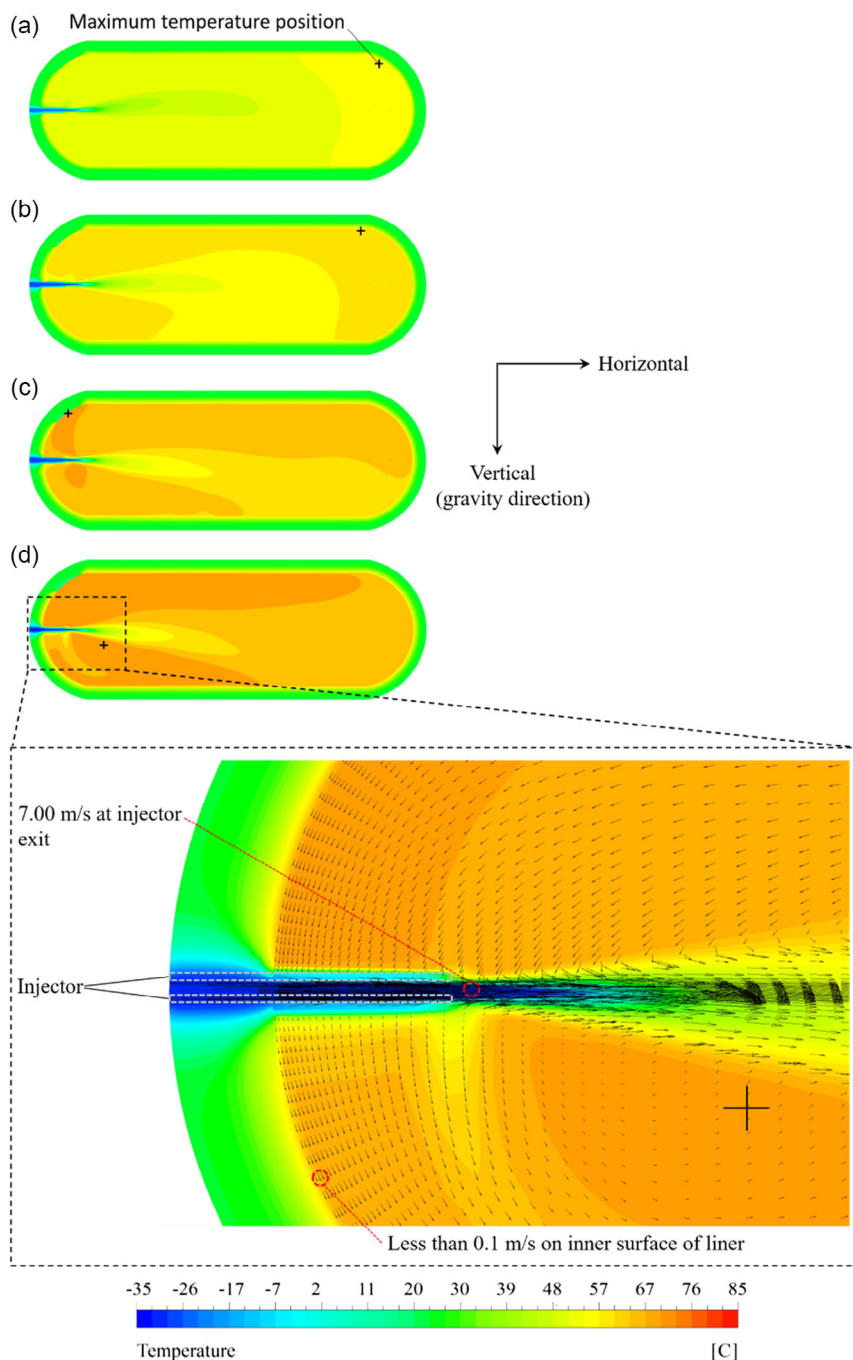 (a)
Maximum temperature position
(b)
(c)
Horizontal
Vertical
(gravity direction)
(d)
7.00 m/s at injector
exit
Injector
Less than 0.1 m/s on inner surface of liner
-35 -26 -17 -7 2 11 20 30 39 48 57 67 76 85
Temperature [C]